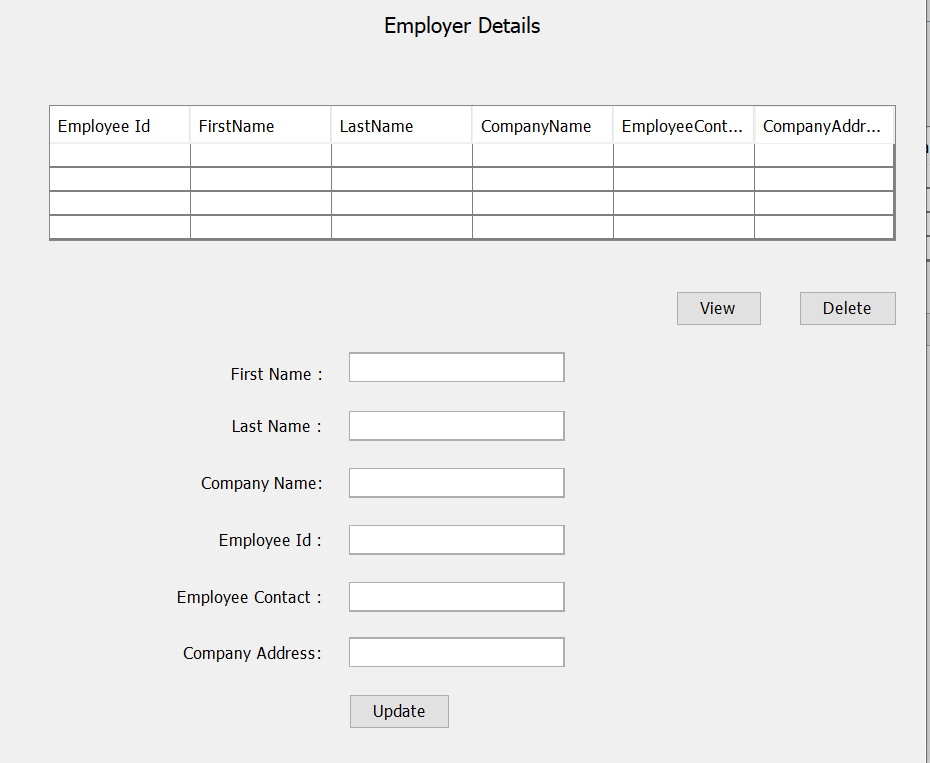 Employer Details
Employee Id FirstName LastName CompanyName EmployeeCont... CompanyAddr...
View Delete
First Name :
Last Name :
Company Name:
Employee Id :
Employee Contact :
Company Address:
Update